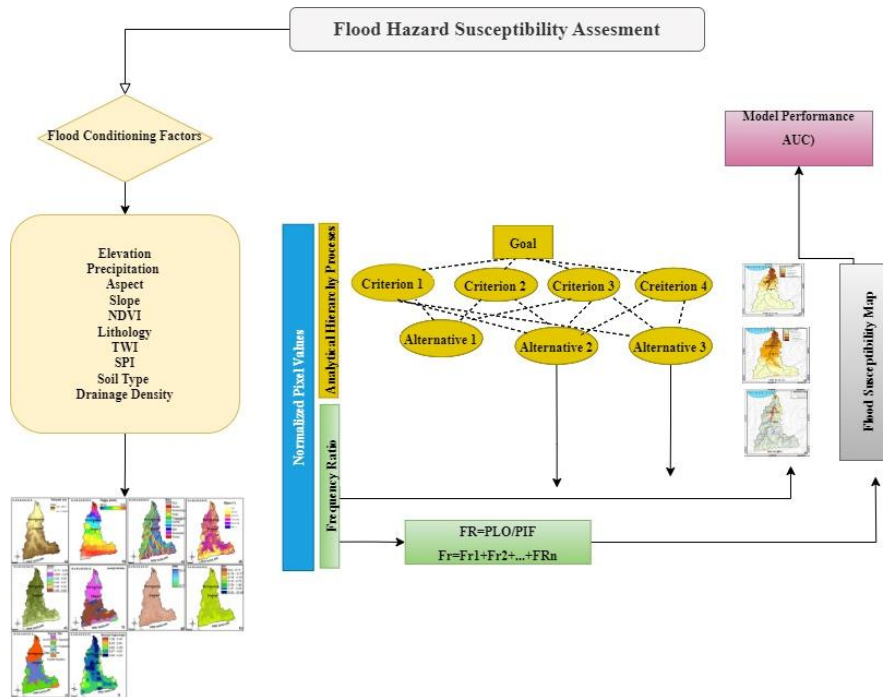 Flood Hazard Susceptibility Assesment
Flood Conditioning Factors
Elevation
Precipitation
Aspect
Slope
NDVI
Lithology
TWI
SPI
Soil Type
Drainage Density
Normalized Pixel Values
Analytical Hierarchy Proceses
Frequency Ratio
Goal
Criterion 1
Criterion 2
Criterion 3
Creiterion 4
Alternative 1
Alternative 2
Alternative 3
FR=PLO/PIF
Fr=Fr1+Fr2+...+FRn
Model Performance
AUC)
Flood Susceptibility Map